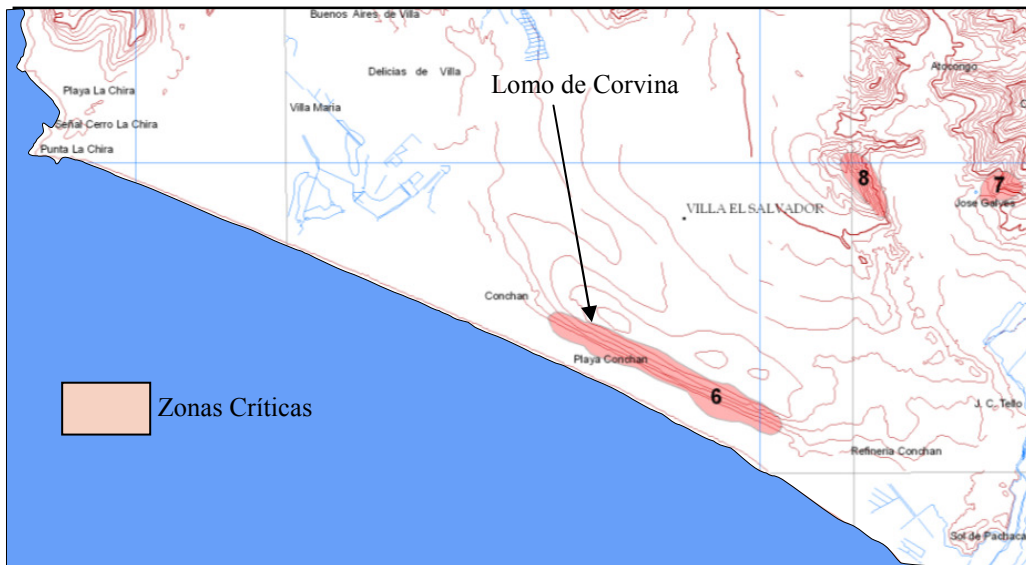 Buenos Aires de Villa
Delicias de Villa
Atocongo
Lomo de Corvina
Playa La Chira
Villa Maria
Señal Cerro La Chira
Punta La Chira
8
7
Jose Galves
VILLA EL SALVADOR
Conchan
Playa Conchan
6
Zonas Críticas
J. C. Tello
Refineria Conchan
Sol de Pachaca